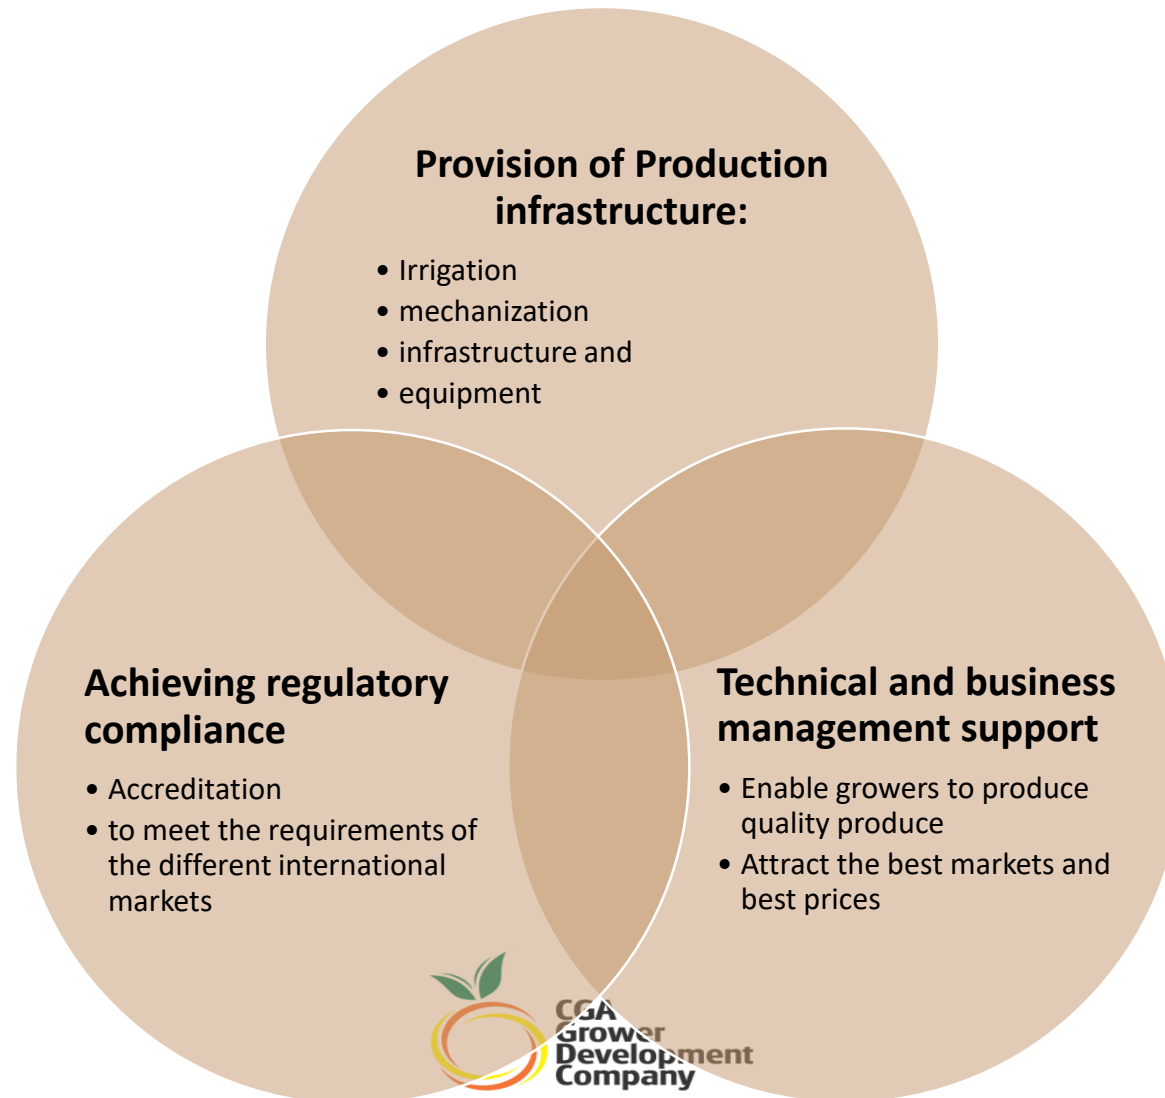 Provision of Production
infrastructure:
• Irrigation
• mechanization
• infrastructure and
• equipment
Achieving regulatory
compliance
• Accreditation
• to meet the requirements of
the different international
markets
Technical and business
management support
• Enable growers to produce
quality produce
• Attract the best markets and
best prices
CGA
Grower
Development
Company